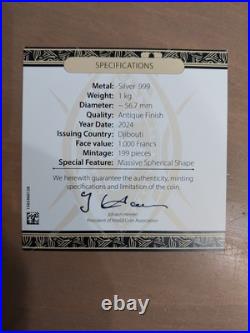 SPECIFICATIONS
Metal: Silver .999
Weight: 1 kg
Diameter: ~ 56.7 mm
Quality: Antique Finish
Year Date: 2024
Issuing Country: Djibouti
Face value: 1,000 Francs
Mintage: 199 pieces
Special Feature: Massive Spherical Shape
We herewith guarantee the authenticity, minting
specifications and limitation of the coin.
President of World Coin Association